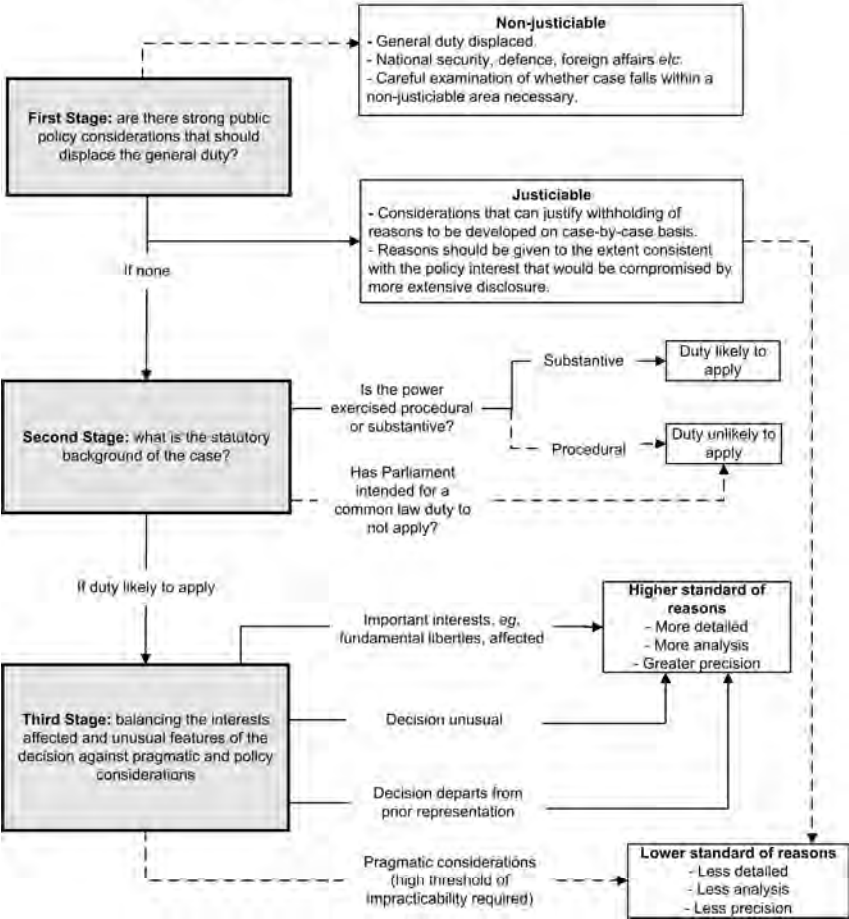 Non-justiciable
- General duty displaced.
- National security, defence, foreign affairs etc.
- Careful examination of whether case falls within a
non-justiciable area necessary.
First Stage: are there strong public
policy considerations that should
displace the general duty?
Justiciable
- Considerations that can justify withholding of
reasons to be developed on case-by-case basis.
- Reasons should be given to the extent consistent
with the policy interest that would be compromised by
more extensive disclosure.
If none
Second Stage: what is the statutory
background of the case?
Is the power
exercised procedural
or substantive?
Substantive
Duty likely to
apply
Procedural
Duty unlikely to
apply
Has Parliament
intended for a
common law duty to
not apply?
If duty likely to apply
Third Stage: balancing the interests
affected and unusual features of the
decision against pragmatic and policy
considerations
Important interests, eg,
fundamental liberties, affected
Higher standard of
reasons
- More detailed
- More analysis
- Greater precision
Decision unusual
Decision departs from
prior representation
Pragmatic considerations
(high threshold of
impracticability required)
Lower standard of reasons
- Less detailed
- Less analysis
- Less precision